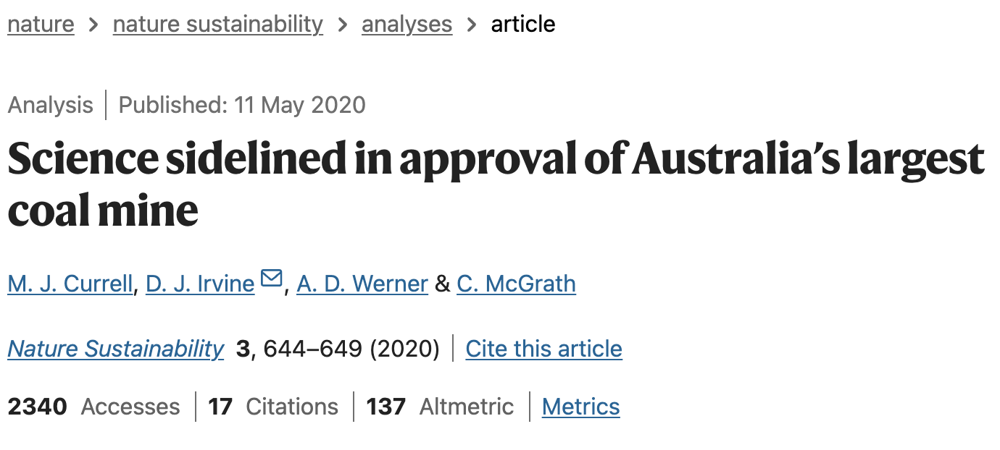 nature > nature sustainability > analyses > article
Analysis | Published: 11 May 2020
Science sidelined in approval of Australia’s largest
coal mine
M. J. Currell, D. J. Irvine, A. D. Werner & C. McGrath
Nature Sustainability 3, 644–649 (2020) | Cite this article
2340 Accesses | 17 Citations | 137 Altmetric | Metrics